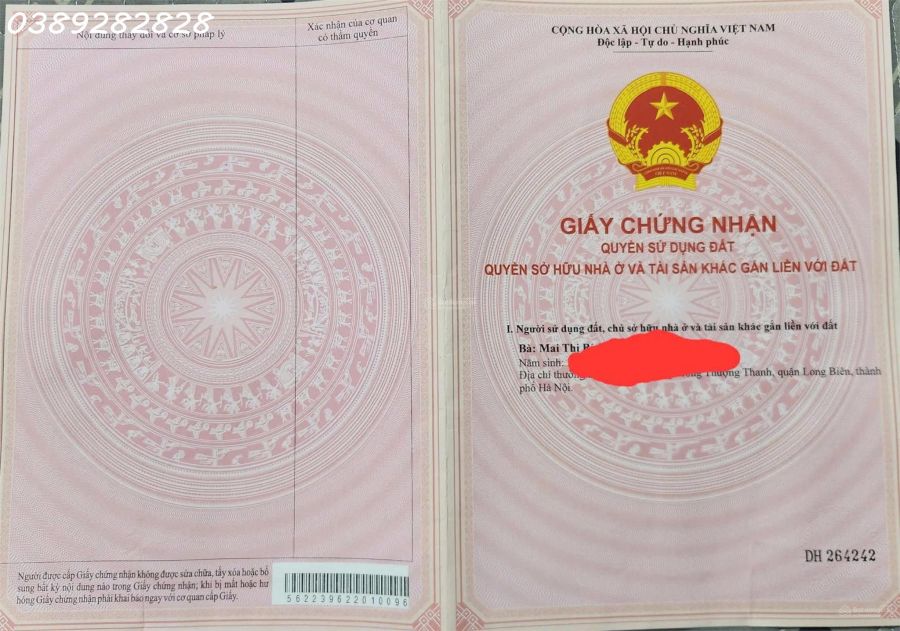 0389282828
Nội dung thay đổi và cơ sở pháp lý
Xác nhận của cơ quan
có thẩm quyền
Người được cấp Giấy chứng nhận không được sửa chữa, tẩy xóa hoặc bổ
sung bất kỳ nội dung nào trong Giấy chứng nhận; khi bị mất hoặc hư
hỏng Giấy chứng nhận phải khai báo ngay với cơ quan cấp Giấy.
562239622010096
CỘNG HÒA XÃ HỘI CHỦ NGHĨA VIỆT NAM
Độc lập - Tự do - Hạnh phúc
VIỆT NAM
GIẤY CHỨNG NHẬN
QUYỀN SỬ DỤNG ĐẤT
QUYỀN SỞ HỮU NHÀ Ở VÀ TÀI SẢN KHÁC GẮN LIỀN VỚI ĐẤT
I. Người sử dụng đất, chủ sở hữu nhà ở và tài sản khác gắn liền với đất
Bà: Mai Thị
Năm sinh:
Địa chỉ Thượng Thanh, quận Long Biên, thành
phố Hà Nội.
DH 264242